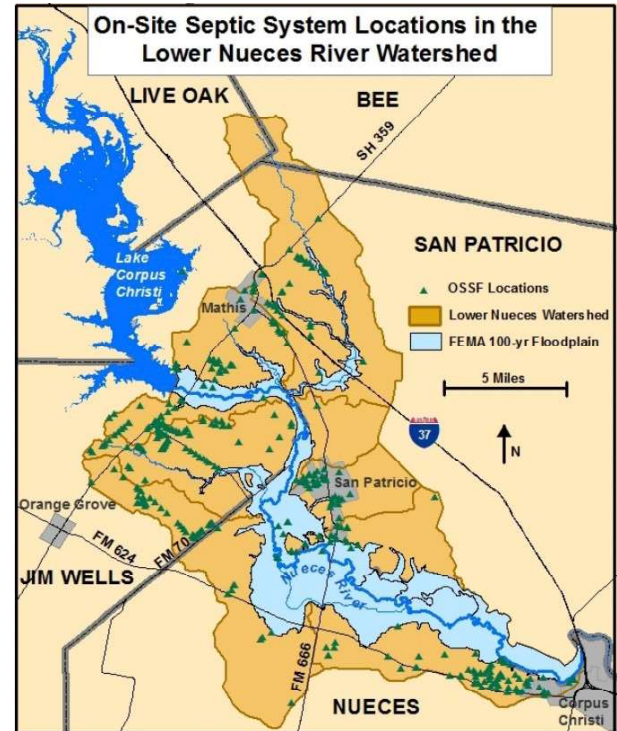 On-Site Septic System Locations in the
Lower Nueces River Watershed
LIVE OAK
BEE
SH 359
Lake
Corpus
Christi
SAN PATRICIO
Mathis
OSSF Locations
Lower Nueces Watershed
FEMA 100-yr Floodplain
5 Miles
37
N
San Patricio
Orange Grove
FM 624
FM 70
JIM WELLS
Nueces
River
FM 666
NUECES
Corpus
Christi